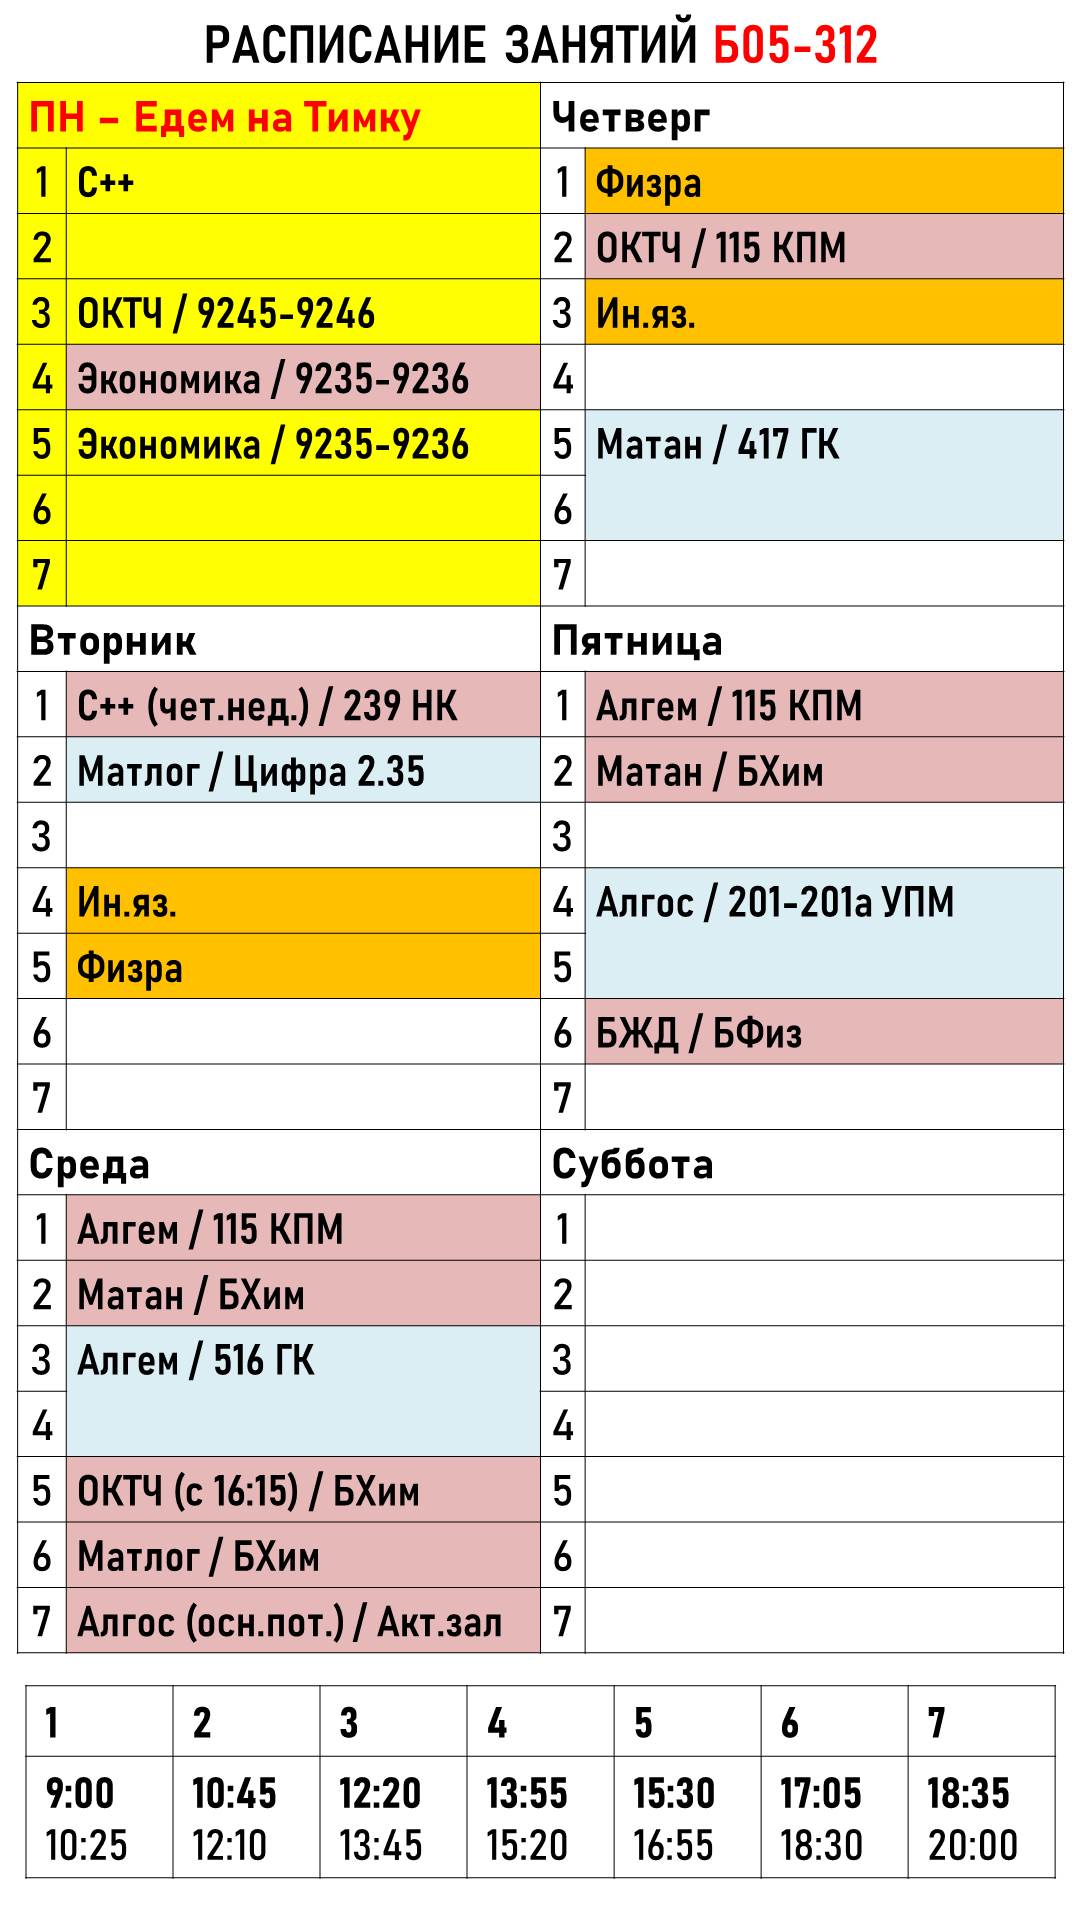 РАСПИСАНИЕ ЗАНЯТИЙ Б05-312
ПН – Едем на Тимку
1 C++
2
3 ОКТЧ / 9245-9246
4 Экономика / 9235-9236
5 Экономика / 9235-9236
6
7
Вторник
1 C++ (чет.нед.) / 239 НК
2 Матлог / Цифра 2.35
3
4 Ин.яз.
5 Физра
6
7
Среда
1 Алгем / 115 КПМ
2 Матан / БХим
3 Алгем / 516 ГК
4
5 ОКТЧ (с 16:15) / БХим
6 Матлог / БХим
7 Алгос (осн.пот.) / Акт.зал
Четверг
1 Физра
2 ОКТЧ / 115 КПМ
3 Ин.яз.
4
5 Матан / 417 ГК
6
7
Пятница
1 Алгем / 115 КПМ
2 Матан / БХим
3
4 Алгос / 201-201а УПМ
5
6 БЖД / БФиз
7
Суббота
1
2
3
4
5
6
7
1 2 3 4 5 6 7
9:00 10:45 12:20 13:55 15:30 17:05 18:35
10:25 12:10 13:45 15:20 16:55 18:30 20:00